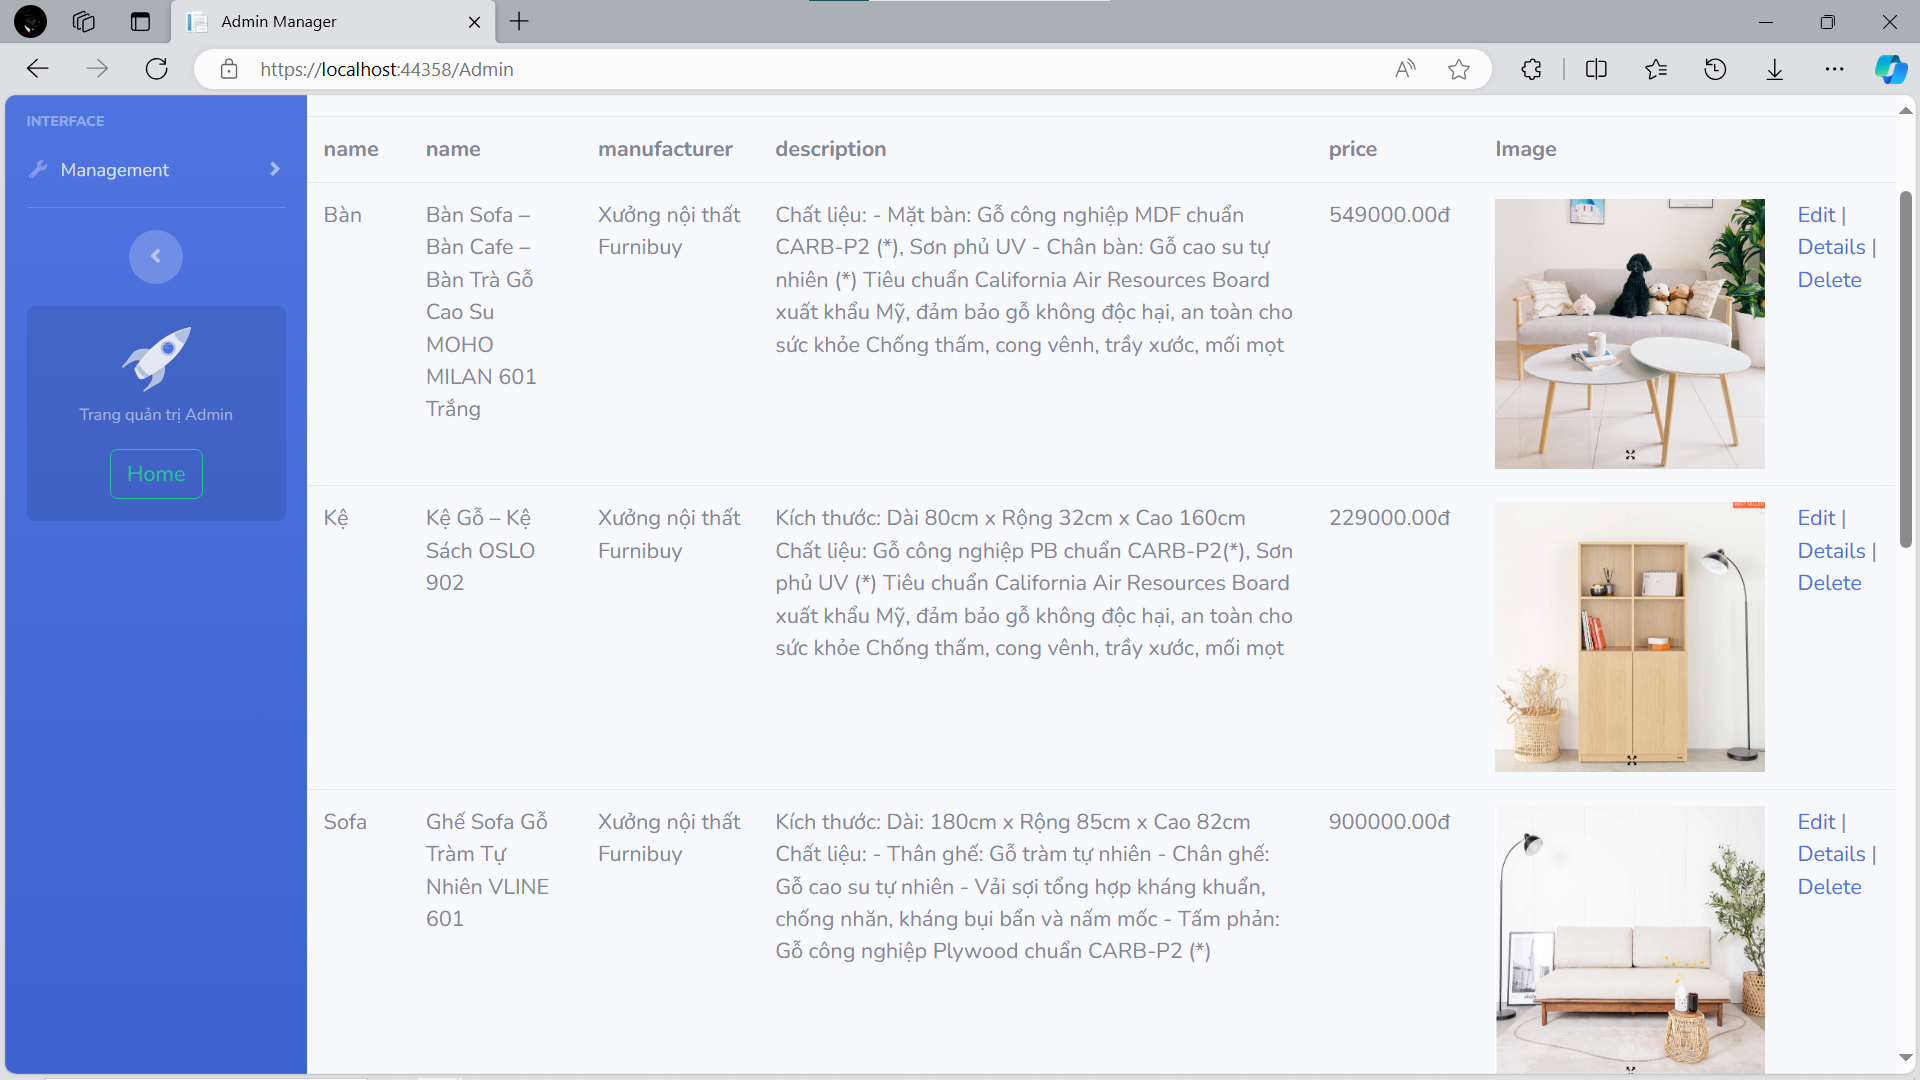 Admin Manager
https://localhost:44358/Admin
INTERFACE
Management
Trang quản trị Admin
Home
name name manufacturer description price Image
Bàn
Bàn Sofa –
Bàn Cafe –
Bàn Trà Gỗ
Cao Su
MOHO
MILAN 601
Trắng
Xưởng nội thất
Furnibuy
Chất liệu: - Mặt bàn: Gỗ công nghiệp MDF chuẩn
CARB-P2 (*), Sơn phủ UV - Chân bàn: Gỗ cao su tự
nhiên (*) Tiêu chuẩn California Air Resources Board
xuất khẩu Mỹ, đảm bảo gỗ không độc hại, an toàn cho
sức khỏe Chống thấm, cong vênh, trầy xước, mối mọt
549000.00đ
Edit |
Details |
Delete
Kệ
Kệ Gỗ – Kệ
Sách OSLO
902
Xưởng nội thất
Furnibuy
Kích thước: Dài 80cm x Rộng 32cm x Cao 160cm
Chất liệu: Gỗ công nghiệp PB chuẩn CARB-P2(*), Sơn
phủ UV (*) Tiêu chuẩn California Air Resources Board
xuất khẩu Mỹ, đảm bảo gỗ không độc hại, an toàn cho
sức khỏe Chống thấm, cong vênh, trầy xước, mối mọt
229000.00đ
BEST SELLER
Edit |
Details |
Delete
Sofa
Ghế Sofa Gỗ
Tràm Tự
Nhiên VLINE
601
Xưởng nội thất
Furnibuy
Kích thước: Dài: 180cm x Rộng 85cm x Cao 82cm
Chất liệu: - Thân ghế: Gỗ tràm tự nhiên - Chân ghế:
Gỗ cao su tự nhiên - Vải sợi tổng hợp kháng khuẩn,
chống nhăn, kháng bụi bẩn và nấm mốc - Tấm phản:
Gỗ công nghiệp Plywood chuẩn CARB-P2 (*)
900000.00đ
Edit |
Details |
Delete